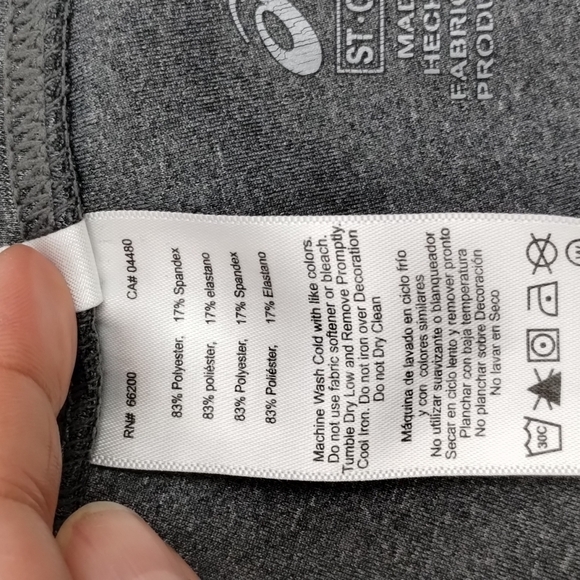 ST
MAD
HECH
FABRIC
PRODU
RN# 66200 CA# 04480
83% Polyester, 17% Spandex
83% poliéster, 17% elastano
83% Polyester, 17% Spandex
83% Poliéster, 17% Elastano
Machine Wash Cold with like colors.
Do not use fabric softener or bleach.
Tumble Dry Low and Remove Promptly.
Cool Iron. Do not iron over Decoration
Do not Dry Clean
Máquina de lavado en ciclo frío
y con colores similares
No utilizar suavizante o blanqueador
Secar en ciclo lento y remover pronto
Planchar con baja temperatura
No planchar sobre Decoración
No lavar en Seco
30C